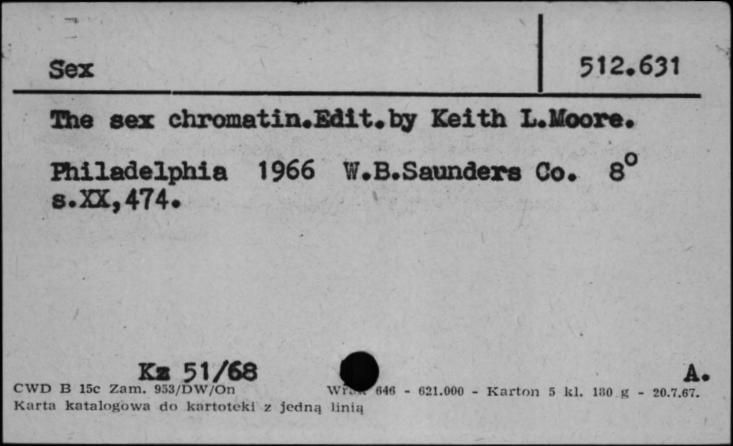 Sex 512.631
The sex chromatin.Edit.by Keith L.Moore.
Philadelphia 1966 W.B.Saunders Co. 8°
s.XX,474.
Kz 51/68 A.
CWD B 15c Zam. 953/DW/On 646 - 621.000 - Karton 5 kl. 180 g - 20.7.67.
Karta katalogowa do kartoteki z jedną linią